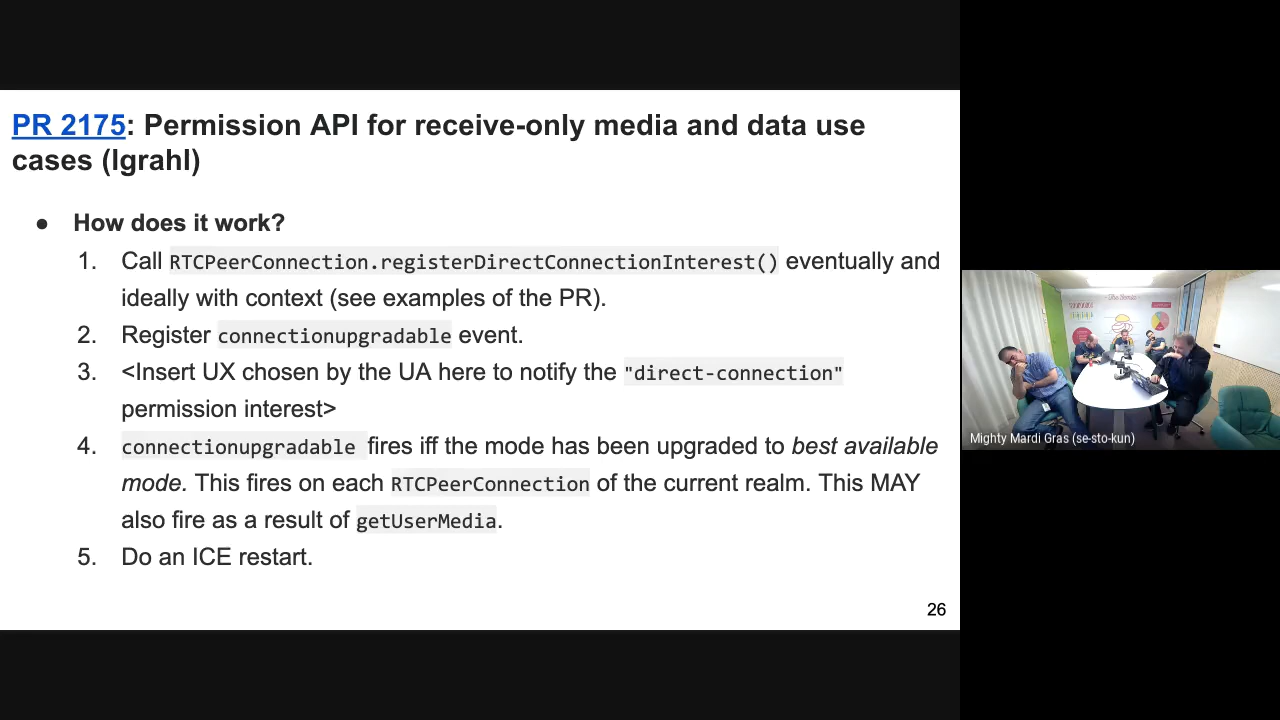 PR 2175: Permission API for receive-only media and data use
cases (lgrahl)
● How does it work?
1. Call RTCPeerConnection.registerDirectConnectionInterest() eventually and
ideally with context (see examples of the PR).
2. Register connectionupgradable event.
3. <Insert UX chosen by the UA here to notify the "direct-connection"
permission interest>
4. connectionupgradable fires iff the mode has been upgraded to best available
mode. This fires on each RTCPeerConnection of the current realm. This MAY
also fire as a result of getUserMedia.
5. Do an ICE restart.
26
Mighty Mardi Gras (se-sto-kun)